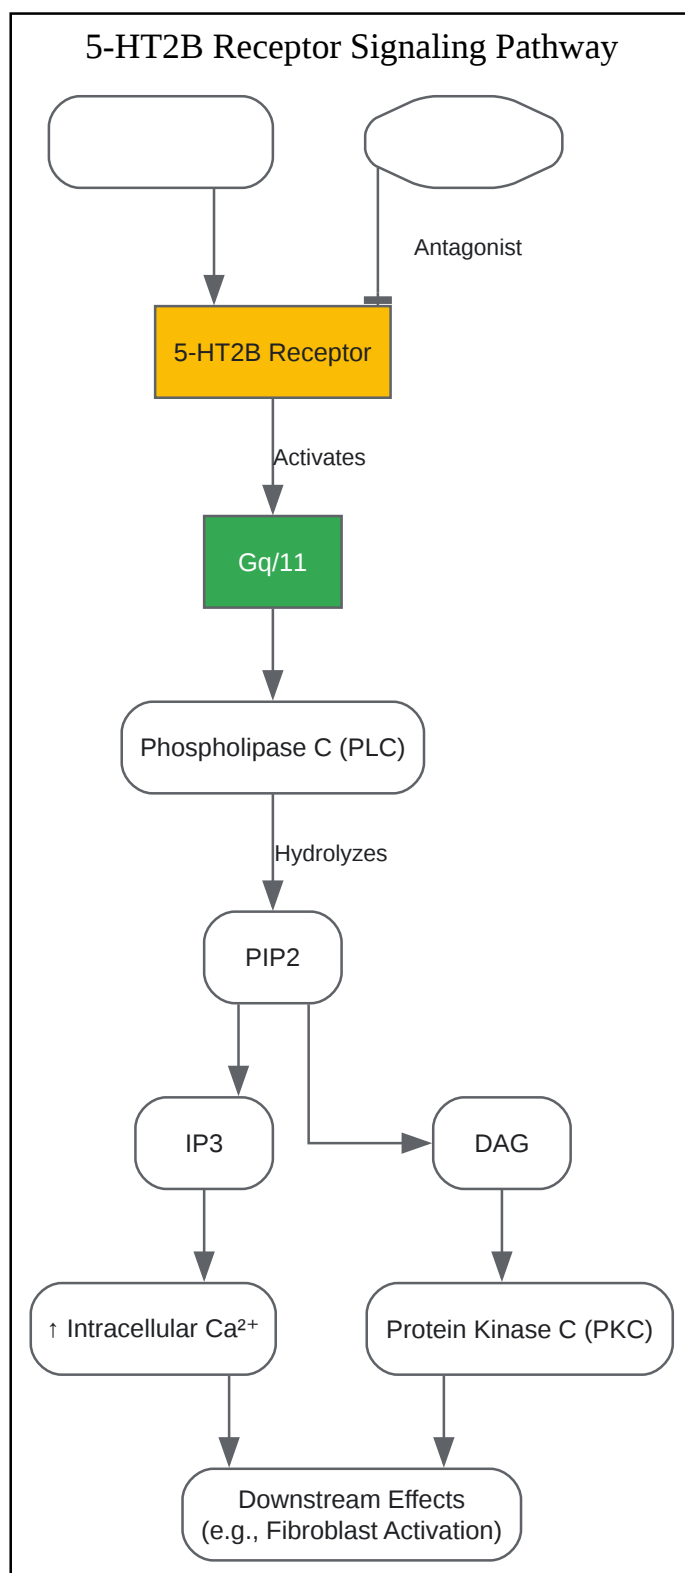 5-HT2B Receptor Signaling Pathway
Antagonist
5-HT2B Receptor
Activates
Gq/11
Phospholipase C (PLC)
Hydrolyzes
PIP2
IP3
DAG
↑ Intracellular Ca²⁺
Protein Kinase C (PKC)
Downstream Effects
(e.g., Fibroblast Activation)